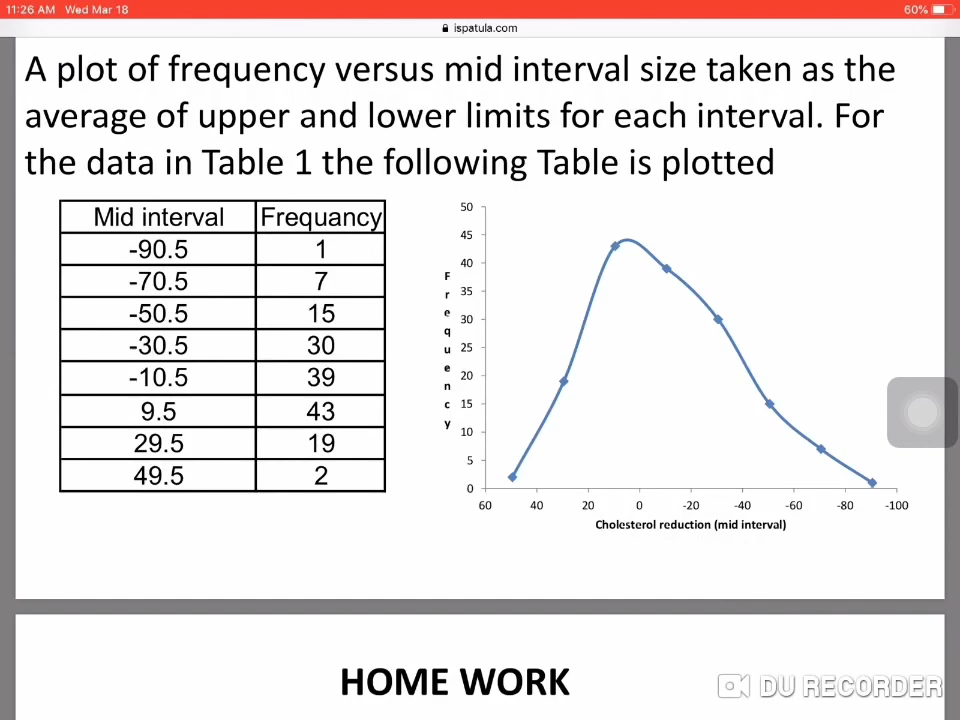 11:26 AM Wed Mar 18
60%
ispatula.com
A plot of frequency versus mid interval size taken as the
average of upper and lower limits for each interval. For
the data in Table 1 the following Table is plotted
Mid interval Frequancy
-90.5 1
-70.5 7
-50.5 15
-30.5 30
-10.5 39
9.5 43
29.5 19
49.5 2
Frequency
50
45
40
35
30
25
20
15
10
5
0
60 40 20 0 -20 -40 -60 -80 -100
Cholesterol reduction (mid interval)
HOME WORK
DU RECORDER